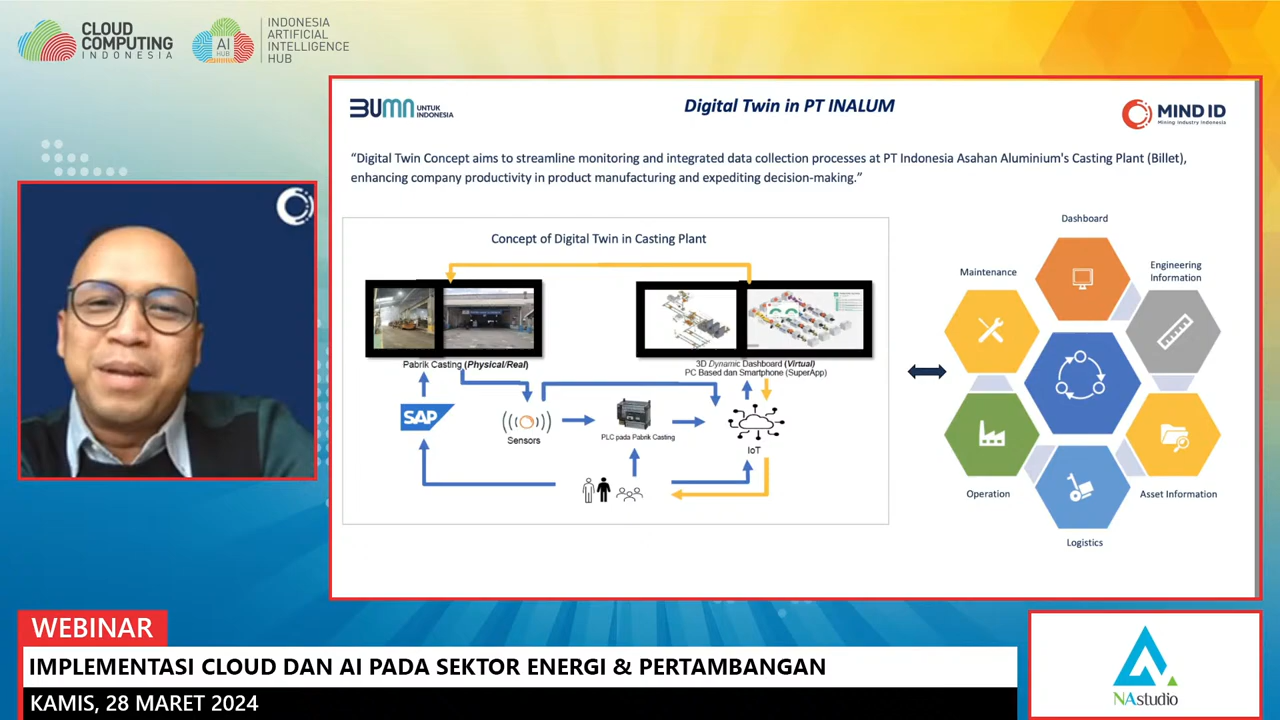 CLOUD
COMPUTING
INDONESIA
AI
HUB
INDONESIA
ARTIFICIAL
INTELLIGENCE
HUB
BUMN UNTUK
INDONESIA
Digital Twin in PT INALUM
MIND ID
Mining Industry Indonesia
“Digital Twin Concept aims to streamline monitoring and integrated data collection processes at PT Indonesia Asahan Aluminium's Casting Plant (Billet),
enhancing company productivity in product manufacturing and expediting decision-making.”
Concept of Digital Twin in Casting Plant
Pabrik Casting (Physical/Real)
3D Dynamic Dashboard (Virtual)
PC Based dan Smartphone (SuperApp)
SAP
Sensors
PLC pada Pabrik Casting
IoT
Dashboard
Maintenance
Engineering
Information
Operation
Asset Information
Logistics
WEBINAR
IMPLEMENTASI CLOUD DAN AI PADA SEKTOR ENERGI & PERTAMBANGAN
KAMIS, 28 MARET 2024
NAstudio